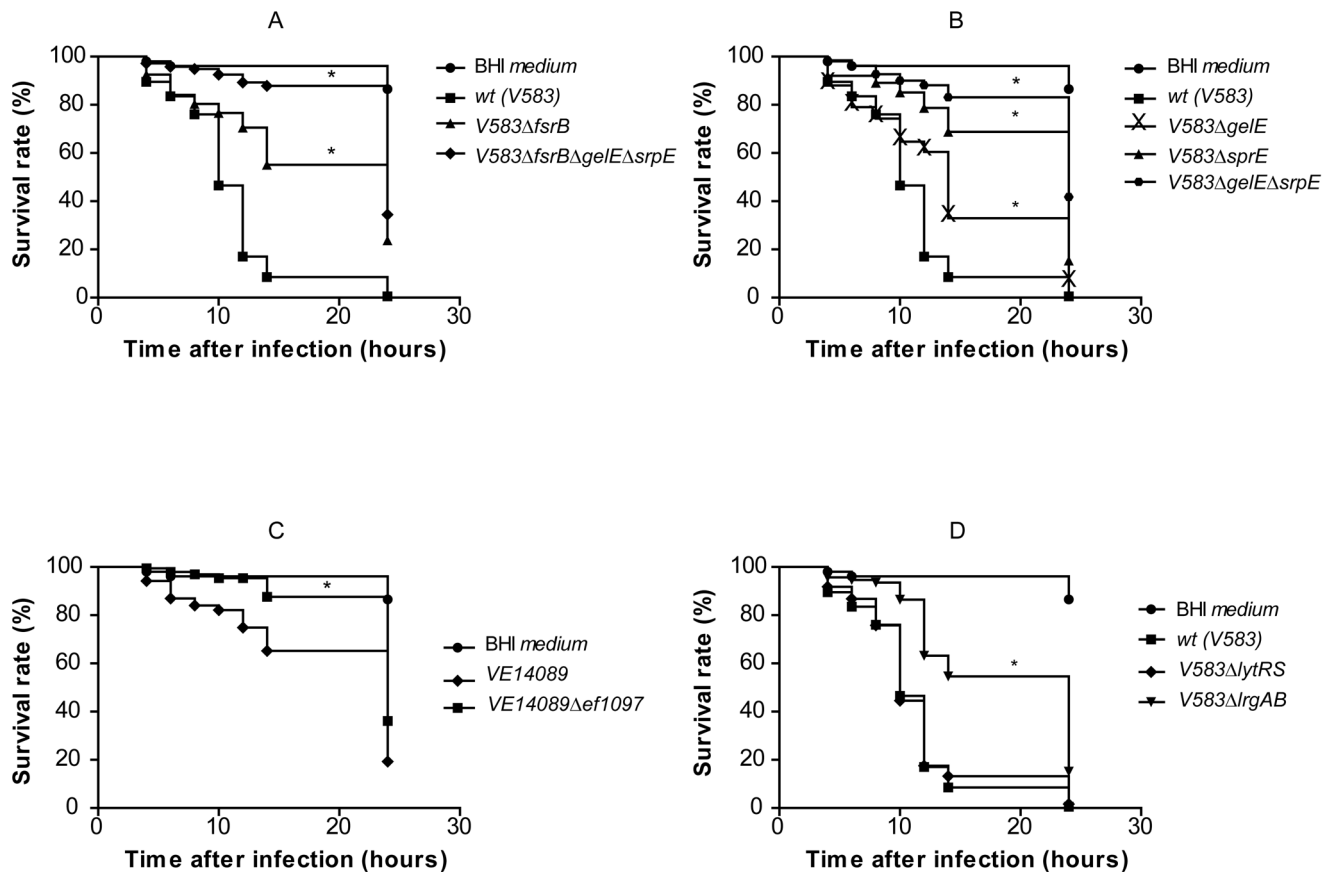 A
Survival rate (%)
100
80
60
40
20
0
0 10 20 30
Time after infection (hours)
*
*
BHI medium
wt (V583)
V583ΔfsrB
V583ΔfsrBΔgelEΔsrpE
B
Survival rate (%)
100
80
60
40
20
0
0 10 20 30
Time after infection (hours)
*
*
*
BHI medium
wt (V583)
V583ΔgelE
V583ΔsprE
V583ΔgelEΔsrpE
C
Survival rate (%)
100
80
60
40
20
0
0 10 20 30
Time after infection (hours)
*
BHI medium
VE14089
VE14089Δef1097
D
Survival rate (%)
100
80
60
40
20
0
0 10 20 30
Time after infection (hours)
*
BHI medium
wt (V583)
V583ΔlytRS
V583ΔlrgAB